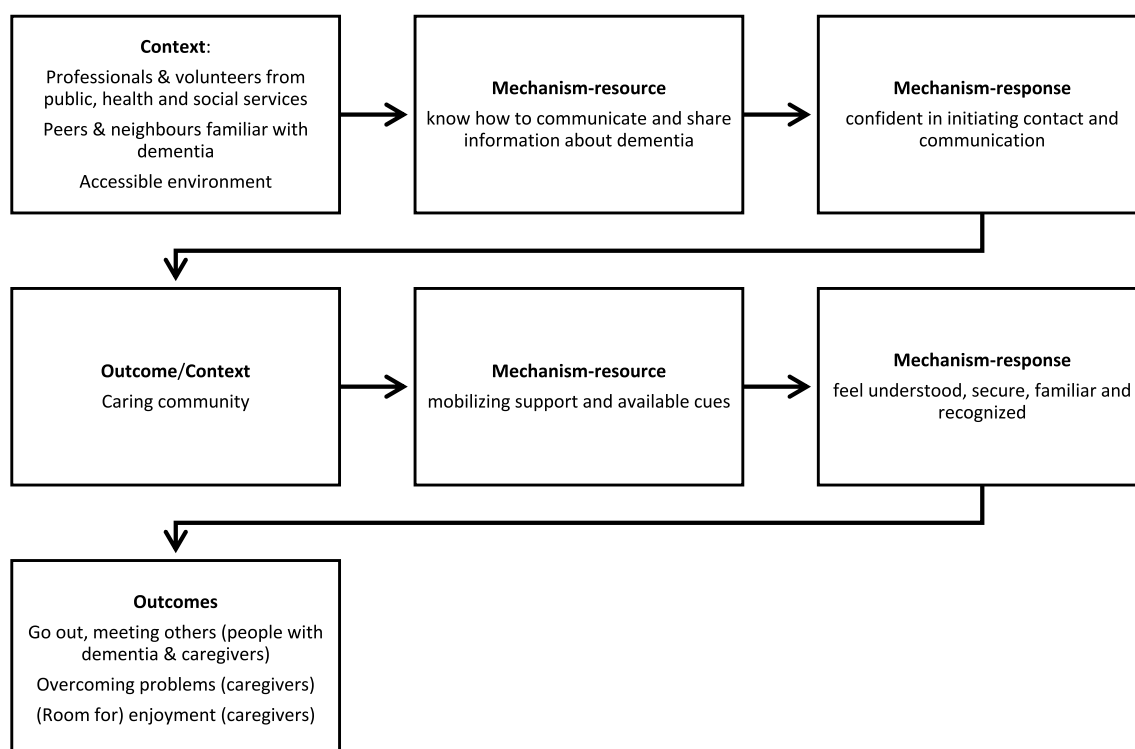 Context:
Professionals & volunteers from
public, health and social services
Peers & neighbours familiar with
dementia
Accessible environment
Mechanism-resource
know how to communicate and share
information about dementia
Mechanism-response
confident in initiating contact and
communication
Outcome/Context
Caring community
Mechanism-resource
mobilizing support and available cues
Mechanism-response
feel understood, secure, familiar and
recognized
Outcomes
Go out, meeting others (people with
dementia & caregivers)
Overcoming problems (caregivers)
(Room for) enjoyment (caregivers)